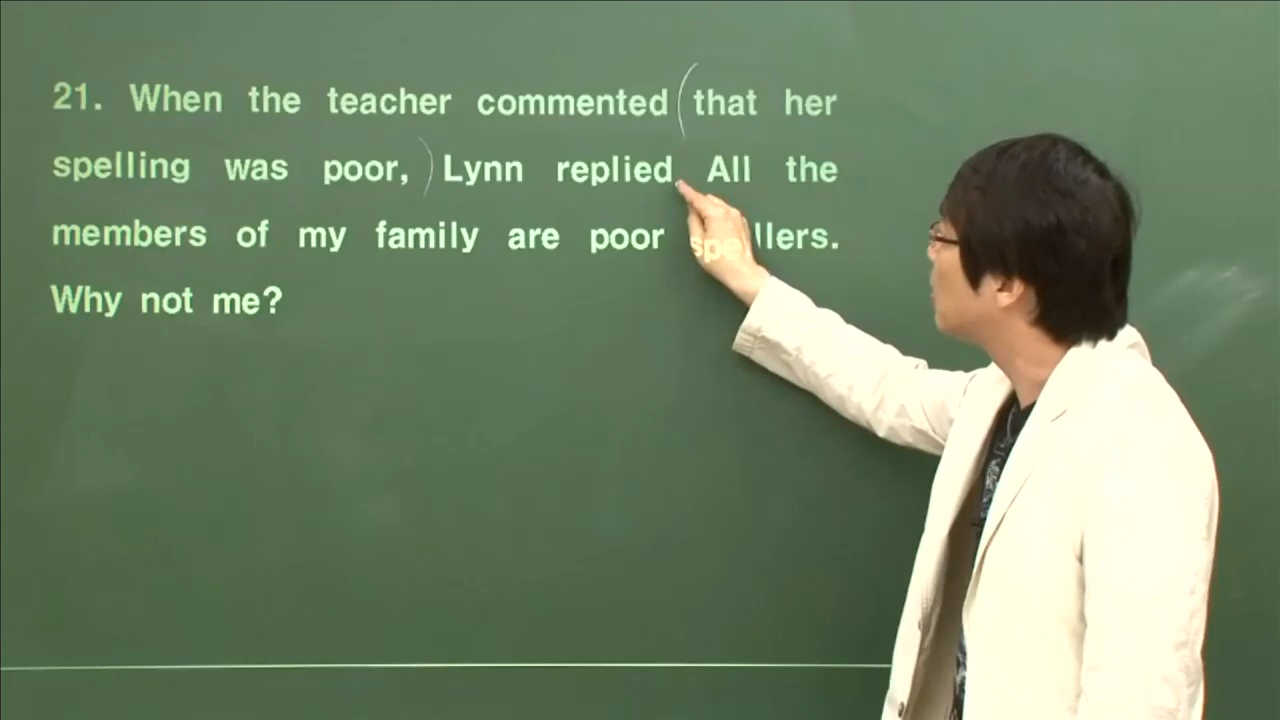 21. When the teacher commented (that her
spelling was poor,) Lynn replied All the
members of my family are poor spellers.
Why not me?